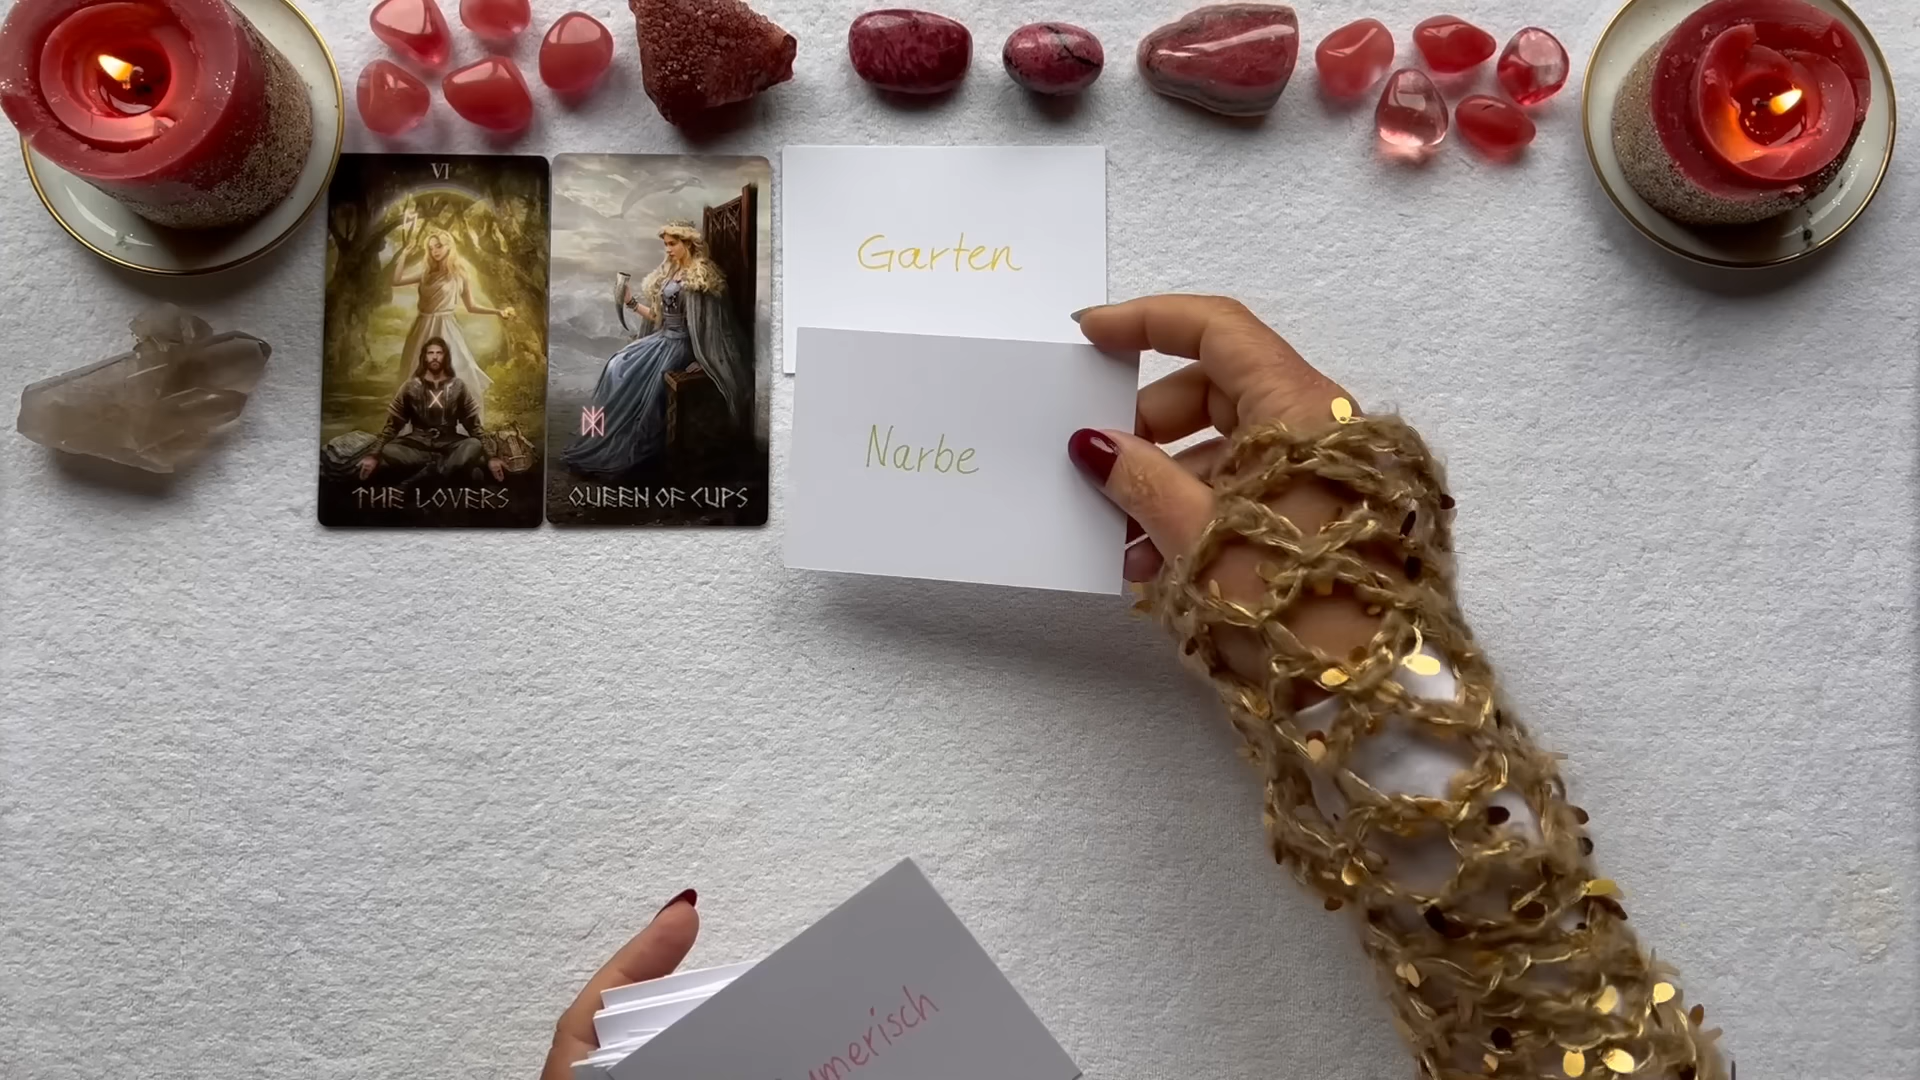 VI
THE LOVERS
QUEEN OF CUPS
Garten
Narbe